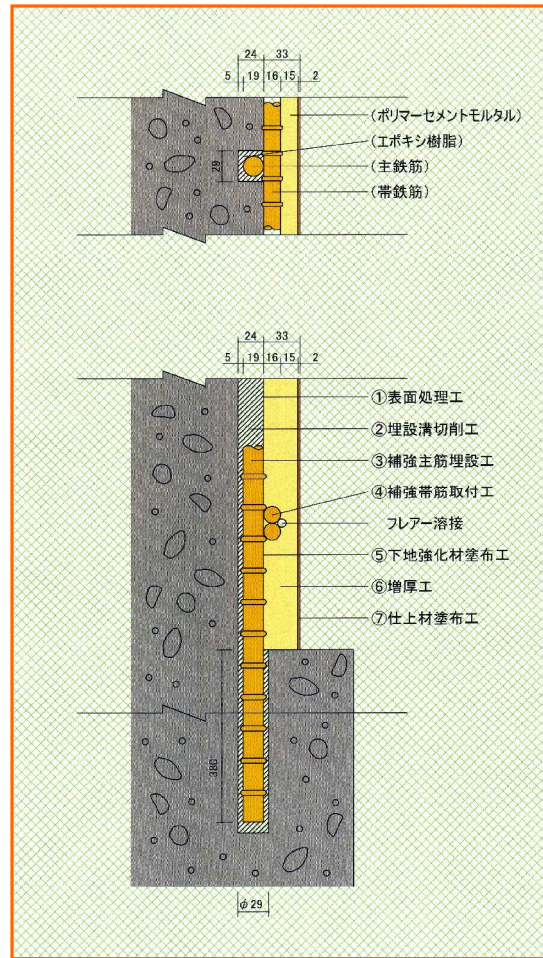 24 33
5 19 16 15 2
(ポリマーセメントモルタル)
(エポキシ樹脂)
29
(主鉄筋)
(帯鉄筋)
24 33
5 19 16 15 2
①表面処理工
②埋設溝切削工
③補強主筋埋設工
④補強帯筋取付工
フレアー溶接
⑤下地強化材塗布工
⑥増厚工
⑦仕上材塗布工
380
φ29